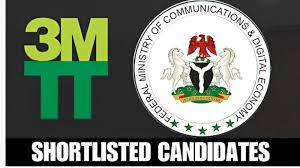 3M
TT
FEDERAL MINISTRY OF COMMUNICATIONS & DIGITAL ECONOMY
SHORTLISTED CANDIDATES